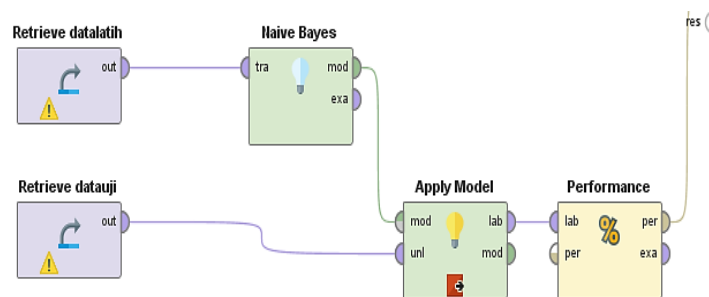 res
Retrieve datalatih
Naive Bayes
out
tra
mod
exa
Retrieve datauji
Apply Model
Performance
out
mod
lab
lab
per
unl
mod
per
exa
%